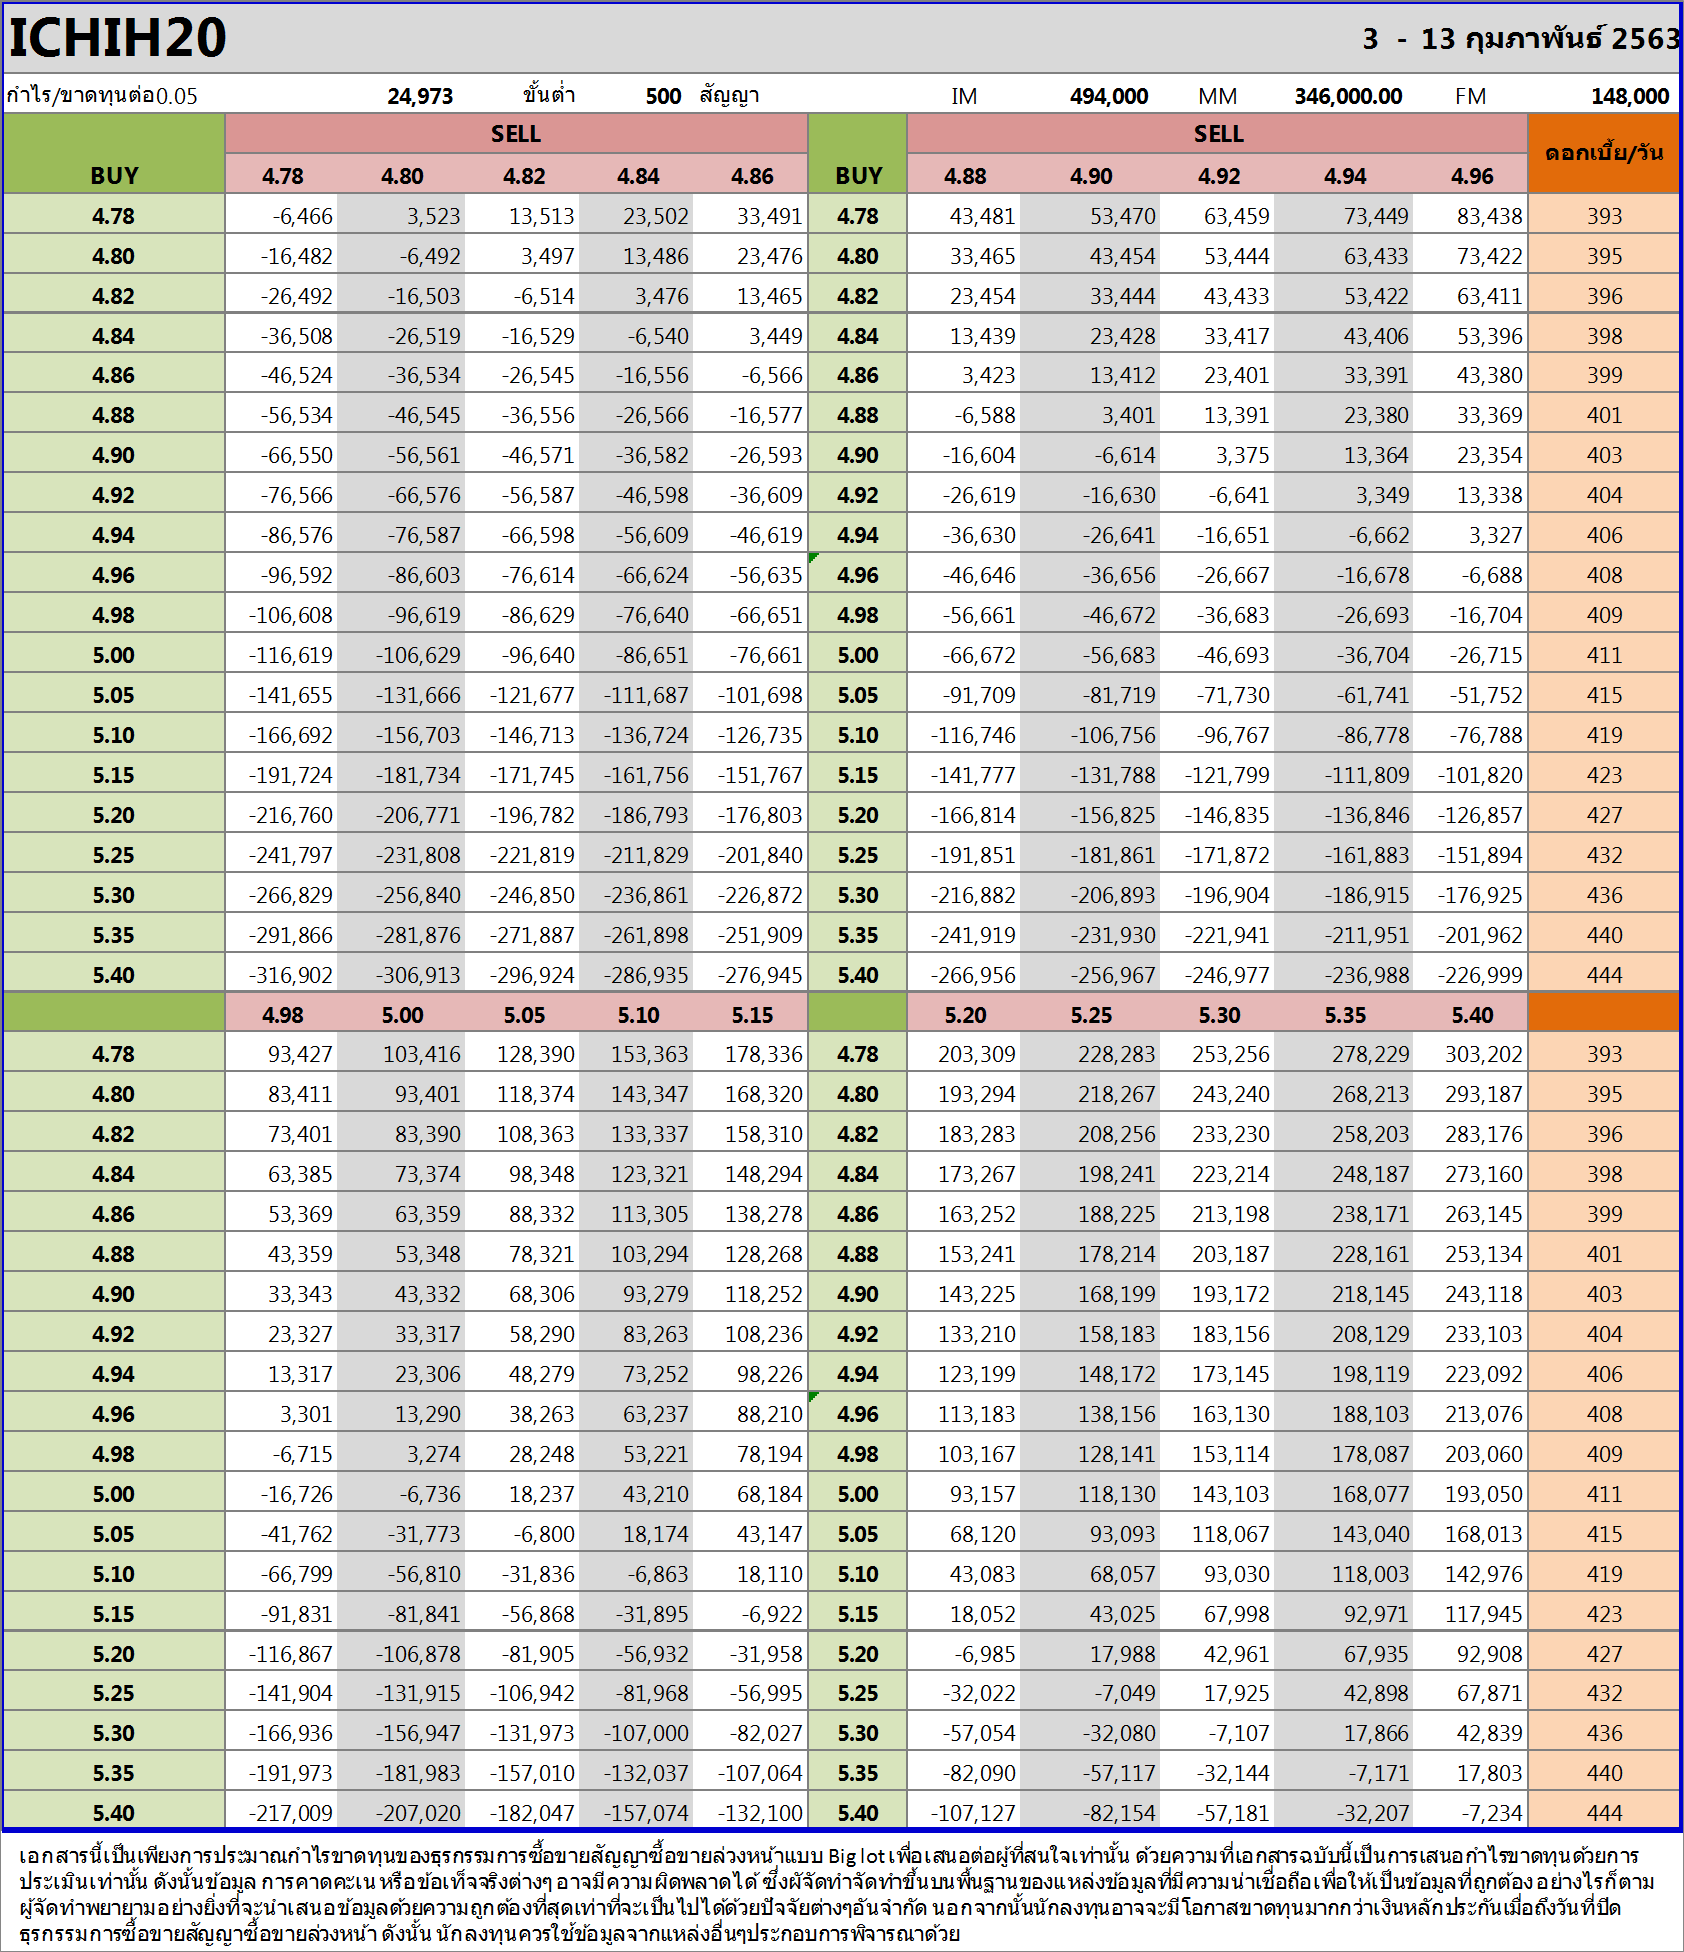 ICHIH20 3 - 13 กุมภาพันธ์ 2563
กำไร/ขาดทุนต่อ0.05 24,973 ขั้นต่ำ 500 สัญญา IM 494,000 MM 346,000.00 FM 148,000
BUY SELL BUY SELL ดอกเบี้ย/วัน
4.78 4.80 4.82 4.84 4.86 4.88 4.90 4.92 4.94 4.96
4.78 -6,466 3,523 13,513 23,502 33,491 4.78 43,481 53,470 63,459 73,449 83,438 393
4.80 -16,482 -6,492 3,497 13,486 23,476 4.80 33,465 43,454 53,444 63,433 73,422 395
4.82 -26,492 -16,503 -6,514 3,476 13,465 4.82 23,454 33,444 43,433 53,422 63,411 396
4.84 -36,508 -26,519 -16,529 -6,540 3,449 4.84 13,439 23,428 33,417 43,406 53,396 398
4.86 -46,524 -36,534 -26,545 -16,556 -6,566 4.86 3,423 13,412 23,401 33,391 43,380 399
4.88 -56,534 -46,545 -36,556 -26,566 -16,577 4.88 -6,588 3,401 13,391 23,380 33,369 401
4.90 -66,550 -56,561 -46,571 -36,582 -26,593 4.90 -16,604 -6,614 3,375 13,364 23,354 403
4.92 -76,566 -66,576 -56,587 -46,598 -36,609 4.92 -26,619 -16,630 -6,641 3,349 13,338 404
4.94 -86,576 -76,587 -66,598 -56,609 -46,619 4.94 -36,630 -26,641 -16,651 -6,662 3,327 406
4.96 -96,592 -86,603 -76,614 -66,624 -56,635 4.96 -46,646 -36,656 -26,667 -16,678 -6,688 408
4.98 -106,608 -96,619 -86,629 -76,640 -66,651 4.98 -56,661 -46,672 -36,683 -26,693 -16,704 409
5.00 -116,619 -106,629 -96,640 -86,651 -76,661 5.00 -66,672 -56,683 -46,693 -36,704 -26,715 411
5.05 -141,655 -131,666 -121,677 -111,687 -101,698 5.05 -91,709 -81,719 -71,730 -61,741 -51,752 415
5.10 -166,692 -156,703 -146,713 -136,724 -126,735 5.10 -116,746 -106,756 -96,767 -86,778 -76,788 419
5.15 -191,724 -181,734 -171,745 -161,756 -151,767 5.15 -141,777 -131,788 -121,799 -111,809 -101,820 423
5.20 -216,760 -206,771 -196,782 -186,793 -176,803 5.20 -166,814 -156,825 -146,835 -136,846 -126,857 427
5.25 -241,797 -231,808 -221,819 -211,829 -201,840 5.25 -191,851 -181,861 -171,872 -161,883 -151,894 432
5.30 -266,829 -256,840 -246,850 -236,861 -226,872 5.30 -216,882 -206,893 -196,904 -186,915 -176,925 436
5.35 -291,866 -281,876 -271,887 -261,898 -251,909 5.35 -241,919 -231,930 -221,941 -211,951 -201,962 440
5.40 -316,902 -306,913 -296,924 -286,935 -276,945 5.40 -266,956 -256,967 -246,977 -236,988 -226,999 444
4.98 5.00 5.05 5.10 5.15 5.20 5.25 5.30 5.35 5.40
4.78 93,427 103,416 128,390 153,363 178,336 4.78 203,309 228,283 253,256 278,229 303,202 393
4.80 83,411 93,401 118,374 143,347 168,320 4.80 193,294 218,267 243,240 268,213 293,187 395
4.82 73,401 83,390 108,363 133,337 158,310 4.82 183,283 208,256 233,230 258,203 283,176 396
4.84 63,385 73,374 98,348 123,321 148,294 4.84 173,267 198,241 223,214 248,187 273,160 398
4.86 53,369 63,359 88,332 113,305 138,278 4.86 163,252 188,225 213,198 238,171 263,145 399
4.88 43,359 53,348 78,321 103,294 128,268 4.88 153,241 178,214 203,187 228,161 253,134 401
4.90 33,343 43,332 68,306 93,279 118,252 4.90 143,225 168,199 193,172 218,145 243,118 403
4.92 23,327 33,317 58,290 83,263 108,236 4.92 133,210 158,183 183,156 208,129 233,103 404
4.94 13,317 23,306 48,279 73,252 98,226 4.94 123,199 148,172 173,145 198,119 223,092 406
4.96 3,301 13,290 38,263 63,237 88,210 4.96 113,183 138,156 163,130 188,103 213,076 408
4.98 -6,715 3,274 28,248 53,221 78,194 4.98 103,167 128,141 153,114 178,087 203,060 409
5.00 -16,726 -6,736 18,237 43,210 68,184 5.00 93,157 118,130 143,103 168,077 193,050 411
5.05 -41,762 -31,773 -6,800 18,174 43,147 5.05 68,120 93,093 118,067 143,040 168,013 415
5.10 -66,799 -56,810 -31,836 -6,863 18,110 5.10 43,083 68,057 93,030 118,003 142,976 419
5.15 -91,831 -81,841 -56,868 -31,895 -6,922 5.15 18,052 43,025 67,998 92,971 117,945 423
5.20 -116,867 -106,878 -81,905 -56,932 -31,958 5.20 -6,985 17,988 42,961 67,935 92,908 427
5.25 -141,904 -131,915 -106,942 -81,968 -56,995 5.25 -32,022 -7,049 17,925 42,898 67,871 432
5.30 -166,936 -156,947 -131,973 -107,000 -82,027 5.30 -57,054 -32,080 -7,107 17,866 42,839 436
5.35 -191,973 -181,983 -157,010 -132,037 -107,064 5.35 -82,090 -57,117 -32,144 -7,171 17,803 440
5.40 -217,009 -207,020 -182,047 -157,074 -132,100 5.40 -107,127 -82,154 -57,181 -32,207 -7,234 444
เอกสารนี้เป็นเพียงการประมาณกำไรขาดทุนของธุรกรรมการซื้อขายสัญญาซื้อขายล่วงหน้าแบบ Big lot เพื่อเสนอต่อผู้ที่สนใจเท่านั้น ด้วยความที่เอกสารฉบับนี้เป็นการเสนอกำไรขาดทุนด้วยการ
ประเมินเท่านั้น ดังนั้นข้อมูล การคาดคะเน หรือข้อเท็จจริงต่างๆ อาจมีความผิดพลาดได้ ซึ่งผู้จัดทำจัดทำขึ้นบนพื้นฐานของแหล่งข้อมูลที่มีความน่าเชื่อถือเพื่อให้เป็นข้อมูลที่ถูกต้อง อย่างไรก็ตาม
ผู้จัดทำพยายามอย่างยิ่งที่จะนำเสนอข้อมูลด้วยความถูกต้องที่สุดเท่าที่จะเป็นไปได้ด้วยปัจจัยต่างๆอันจำกัด นอกจากนั้นนักลงทุนอาจจะมีโอกาสขาดทุนมากกว่าเงินหลักประกันเมื่อถึงวันที่ปิด
ธุรกรรมการซื้อขายสัญญาซื้อขายล่วงหน้า ดังนั้น นักลงทุนควรใช้ข้อมูลจากแหล่งอื่นๆประกอบการพิจารณาด้วย